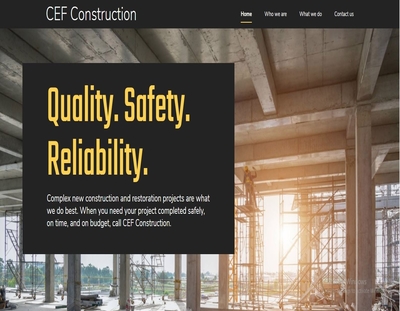 CEF Construction
Home Who we are What we do Contact us
Quality. Safety.
Reliability.
Complex new construction and restoration projects are what
we do best. When you need your project completed safely,
on time, and on budget, call CEF Construction.